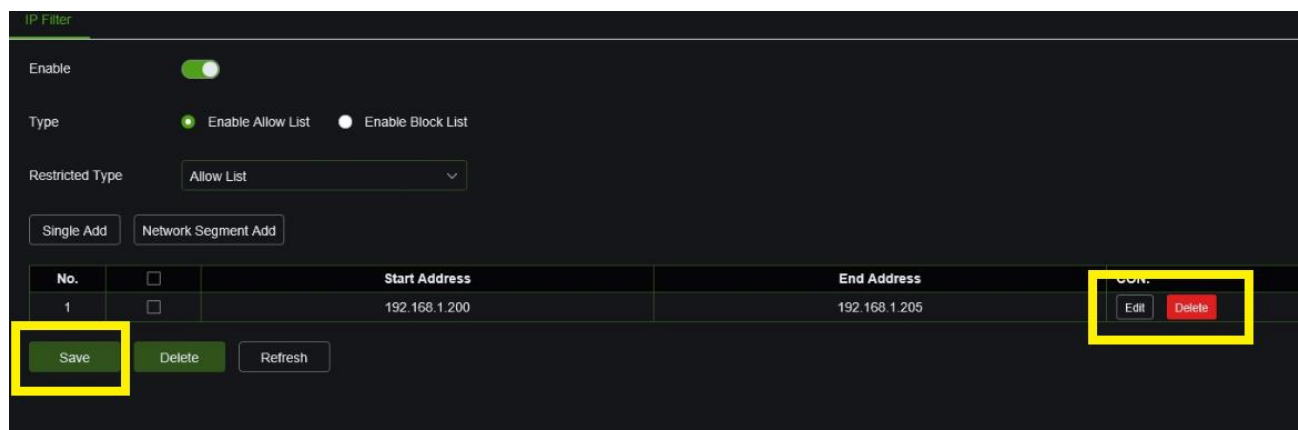 IP Filter
Enable
Type Enable Allow List Enable Block List
Restricted Type Allow List
Single Add Network Segment Add
No. Start Address End Address CON.
1 192.168.1.200 192.168.1.205 Edit Delete
Save Delete Refresh